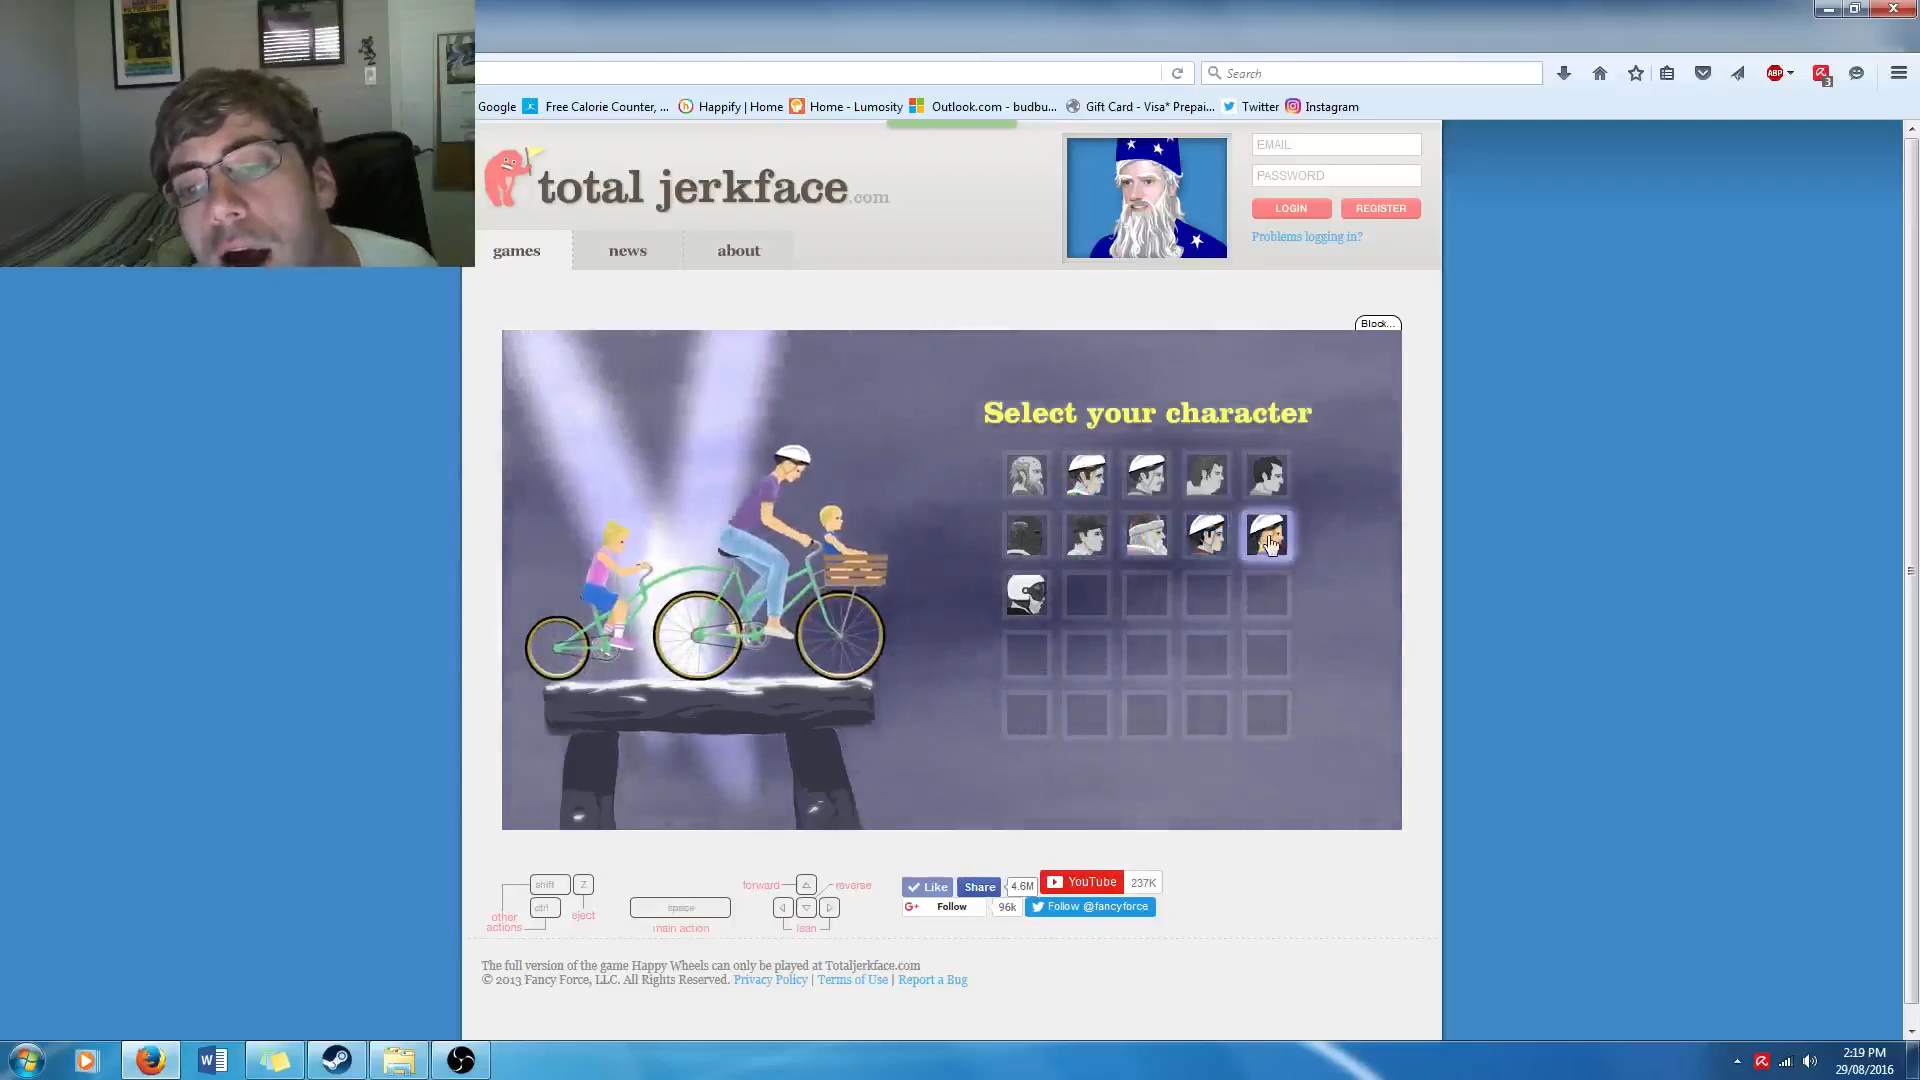 Search
ABP
3
Google
Free Calorie Counter, ...
Happify | Home
Home - Lumosity
Outlook.com - budbu...
Gift Card - Visa* Prepai...
Twitter
Instagram
total jerkface.com
EMAIL
PASSWORD
LOGIN
REGISTER
Problems logging in?
games
news
about
Block...
Select your character
shift
Z
ctrl
other actions
eject
space
main action
forward
reverse
lean
Like
Share
4.6M
YouTube
237K
G+
Follow
96k
Follow @fancyforce
The full version of the game Happy Wheels can only be played at Totaljerkface.com
© 2013 Fancy Force, LLC. All Rights Reserved. Privacy Policy | Terms of Use | Report a Bug
2:19 PM
29/08/2016